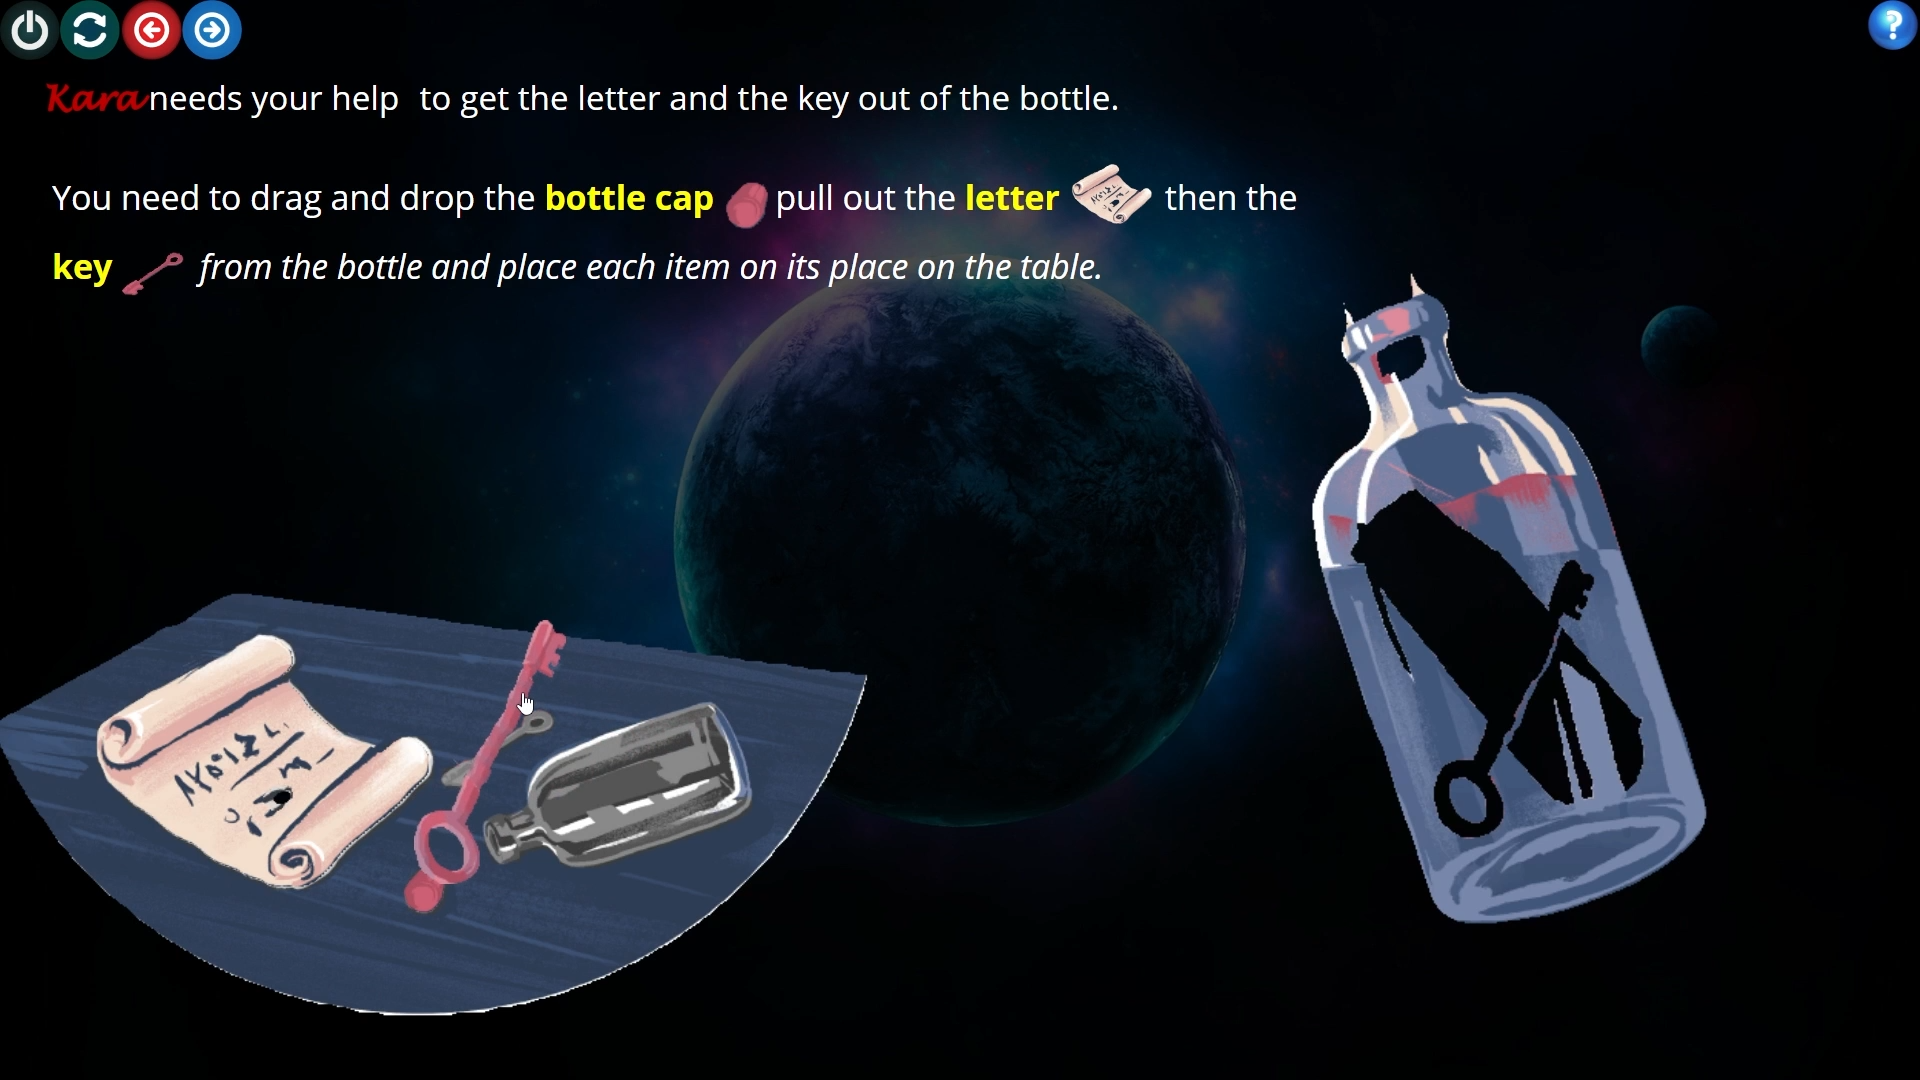 Kara needs your help to get the letter and the key out of the bottle.
You need to drag and drop the bottle cap pull out the letter then the
key from the bottle and place each item on its place on the table.